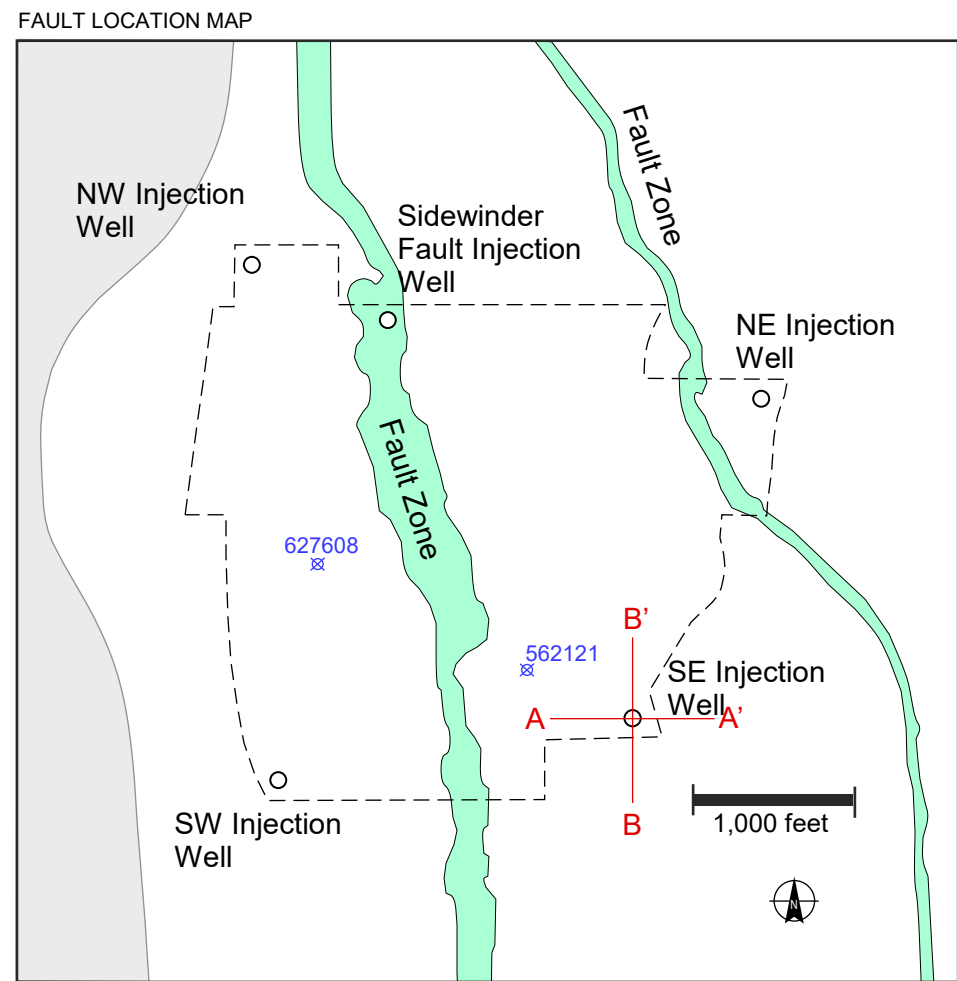 FAULT LOCATION MAP
Fault Zone
NW Injection
Well
Sidewinder
Fault Injection
Well
NE Injection
Well
Fault Zone
627608
B’
562121
SE Injection
Well
A
A’
B
1,000 feet
SW Injection
Well
N